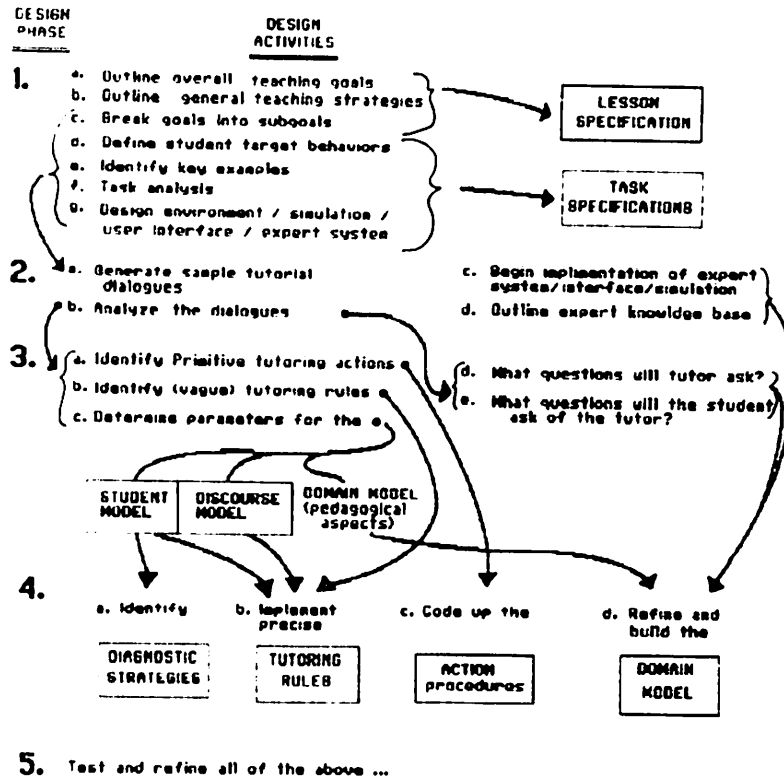 DESIGN
PHASE
DESIGN
ACTIVITIES
1.
a. Outline overall teaching goals
b. Outline general teaching strategies
c. Break goals into subgoals
d. Define student target behaviors
e. Identify key examples
f. Task analysis
g. Design environment / simulation /
user interface / expert system
LESSON
SPECIFICATION
TASK
SPECIFICATIONS
2.
a. Generate sample tutorial
dialogues
b. Analyze the dialogues
c. Begin implimentation of expert
system/interface/simulation
d. Outline expert knowldge base
3.
a. Identify Primitive tutoring actions
b. Identify (vague) tutoring rules
c. Determine parameters for the
d. What questions will tutor ask?
e. What questions will the student
ask of the tutor?
STUDENT
MODEL
DISCOURSE
MODEL
DOMAIN MODEL
(pedagogical
aspects)
4.
a. Identify
b. Implement
precise
c. Code up the
d. Refine and
build the
DIAGNOSTIC
STRATEGIES
TUTORING
RULES
ACTION
procedures
DOMAIN
MODEL
5. Test and refine all of the above ...